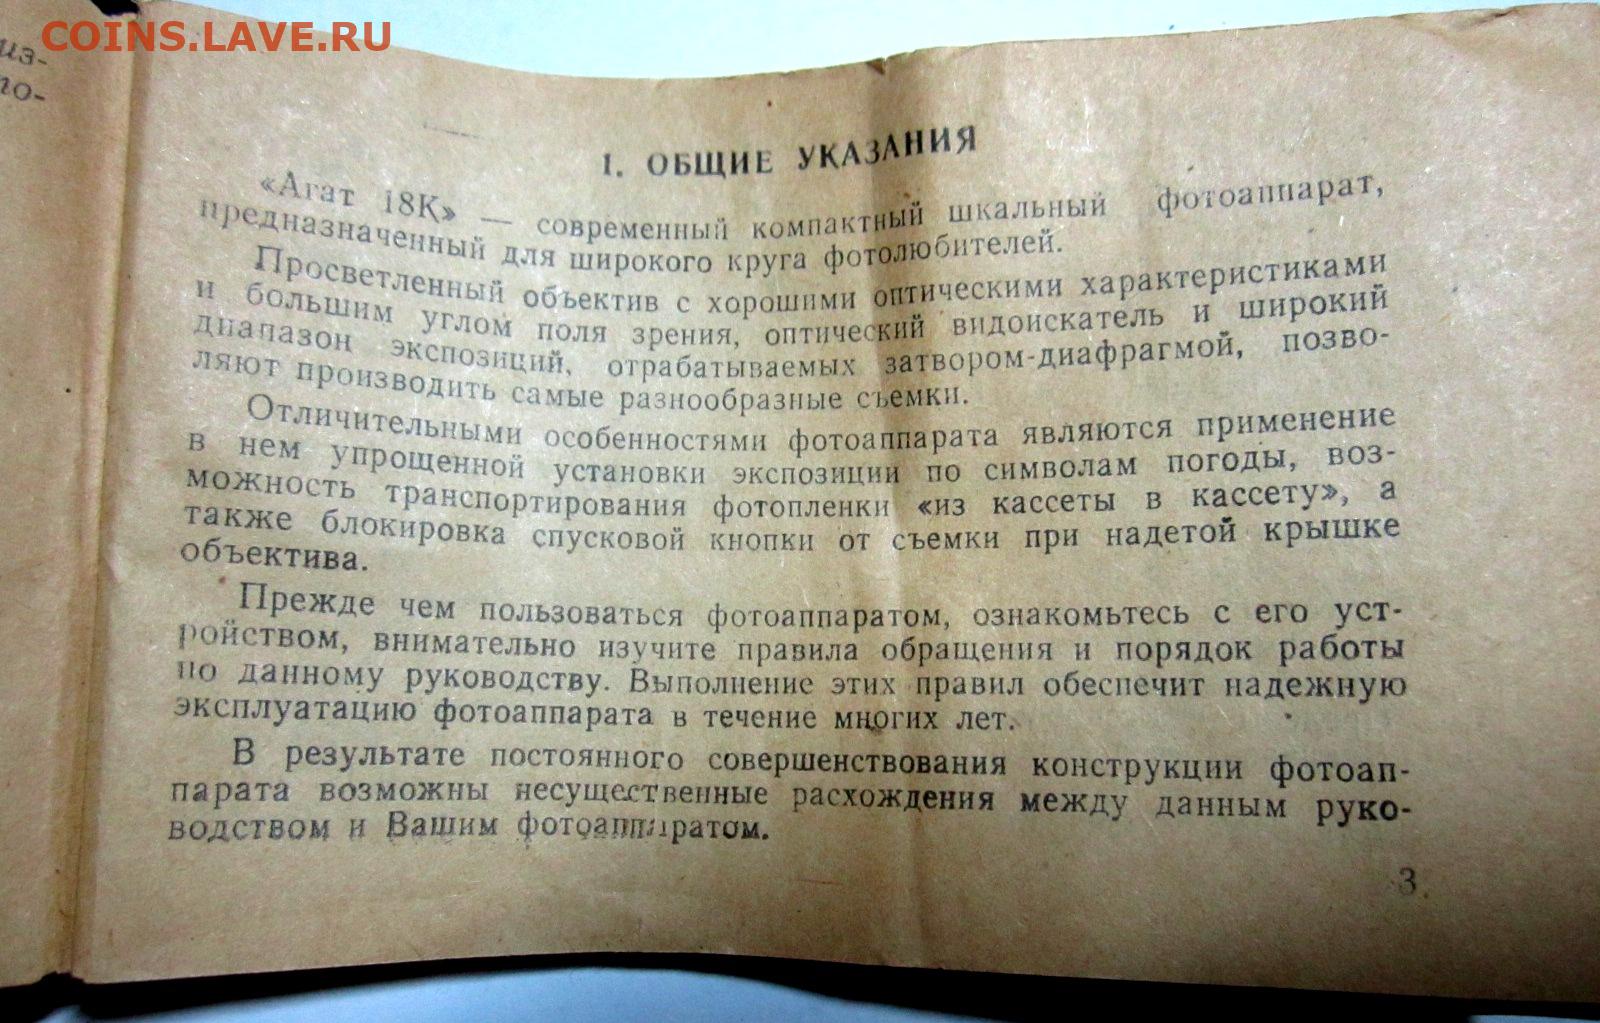 COINS.LAVE.RU
из-
то-
I. ОБЩИЕ УКАЗАНИЯ
«Агат 18К» — современный компактный шкальный фотоаппарат,
предназначенный для широкого круга фотолюбителей.
Просветленный объектив с хорошими оптическими характеристиками
и большим углом поля зрения, оптический видоискатель и широкий
диапазон экспозиций, отрабатываемых затвором-диафрагмой, позво-
ляют производить самые разнообразные съемки.
Отличительными особенностями фотоаппарата являются применение
в нем упрощенной установки экспозиции по символам погоды, воз-
можность транспортирования фотопленки «из кассеты в кассету», а
также блокировка спусковой кнопки от съемки при надетой крышке
объектива.
Прежде чем пользоваться фотоаппаратом, ознакомьтесь с его уст-
ройством, внимательно изучите правила обращения и порядок работы
по данному руководству. Выполнение этих правил обеспечит надежную
эксплуатацию фотоаппарата в течение многих лет.
В результате постоянного совершенствования конструкции фотоап-
парата возможны несущественные расхождения между данным руко-
водством и Вашим фотоаппаратом.
3